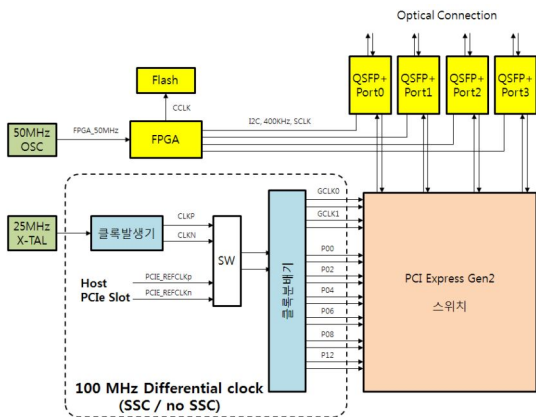 Optical Connection
QSFP+
Port0
QSFP+
Port1
QSFP+
Port2
QSFP+
Port3
Flash
CCLK
50MHz
OSC
FPGA_50MHz
FPGA
I2C, 400KHz, SCLK
25MHz
X-TAL
클록발생기
CLKP
CLKN
SW
Host
PCIe Slot
PCIE_REFCLKp
PCIE_REFCLKn
클록분배기
GCLK0
GCLK1
P00
P02
P04
P06
P08
P12
PCI Express Gen2
스위치
100 MHz Differential clock
(SSC / no SSC)